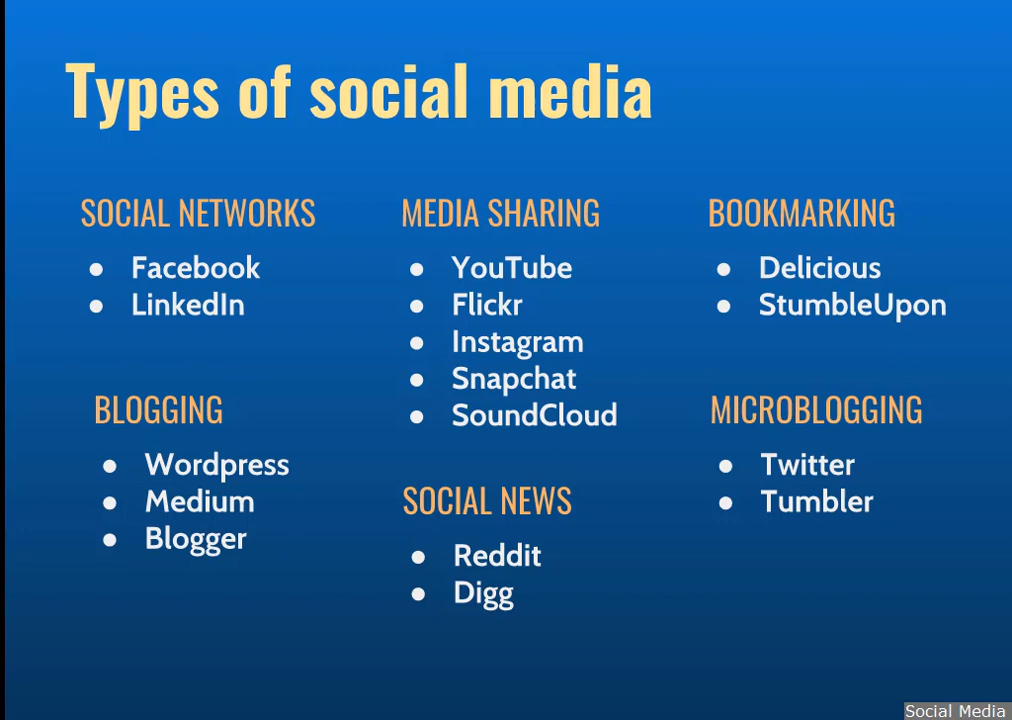 Types of social media
SOCIAL NETWORKS
● Facebook
● LinkedIn
MEDIA SHARING
● YouTube
● Flickr
● Instagram
● Snapchat
● SoundCloud
BOOKMARKING
● Delicious
● StumbleUpon
BLOGGING
● Wordpress
● Medium
● Blogger
SOCIAL NEWS
● Reddit
● Digg
MICROBLOGGING
● Twitter
● Tumbler
Social Media